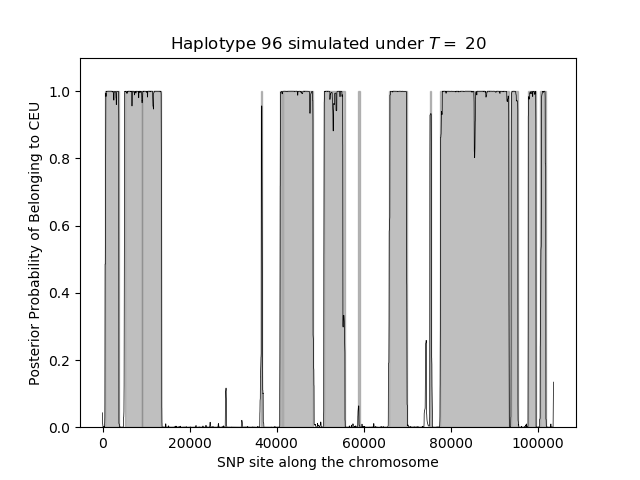 Haplotype 96 simulated under T = 20
Posterior Probability of Belonging to CEU
1.0
0.8
0.6
0.4
0.2
0.0
0 20000 40000 60000 80000 100000
SNP site along the chromosome